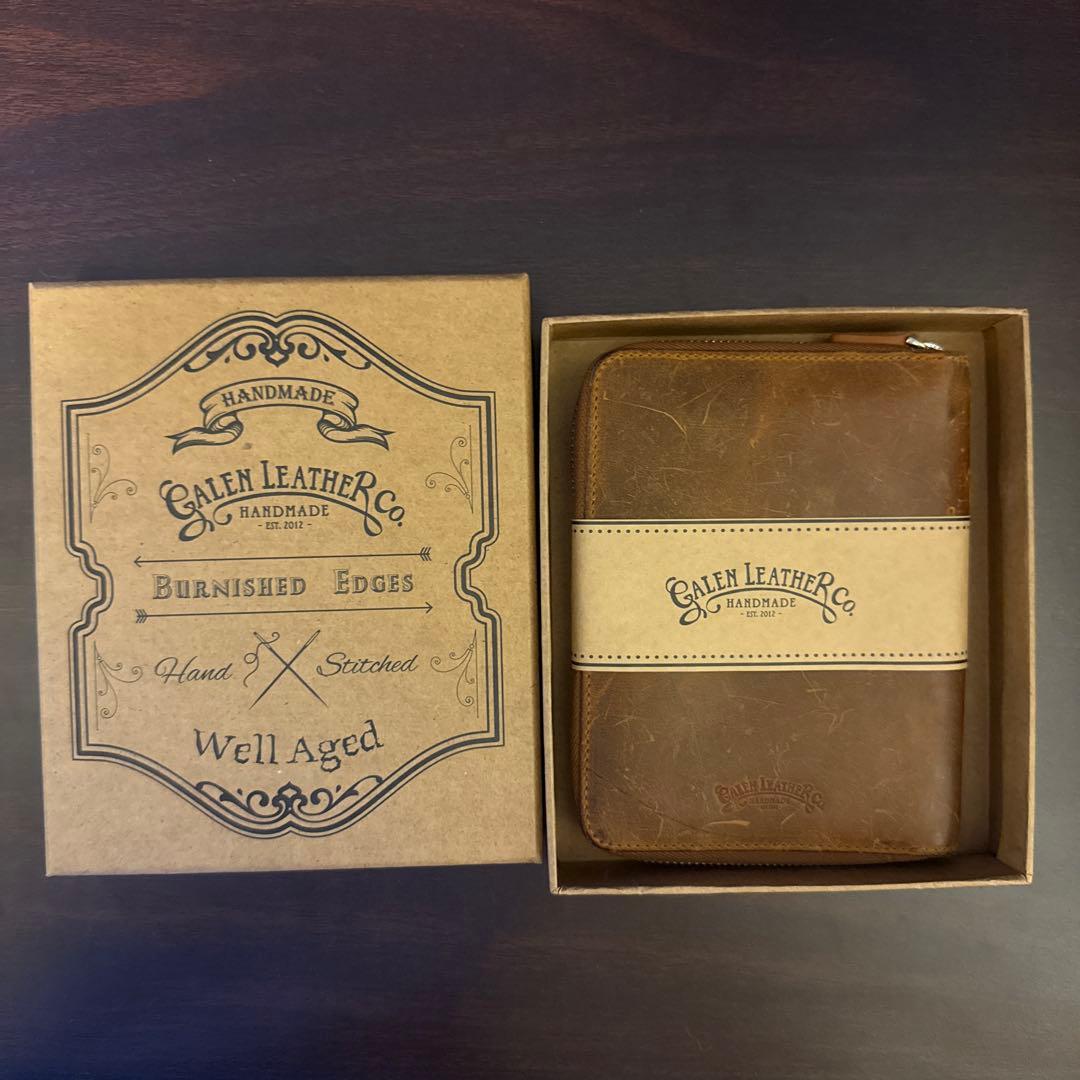 HANDMADE
GALEN LEATHER CO.
HANDMADE
- EST. 2012 -
BURNISHED EDGES
Hand Stitched
Well Aged
GALEN LEATHER CO.
HANDMADE
- EST. 2012 -
GALEN LEATHER CO.
HANDMADE